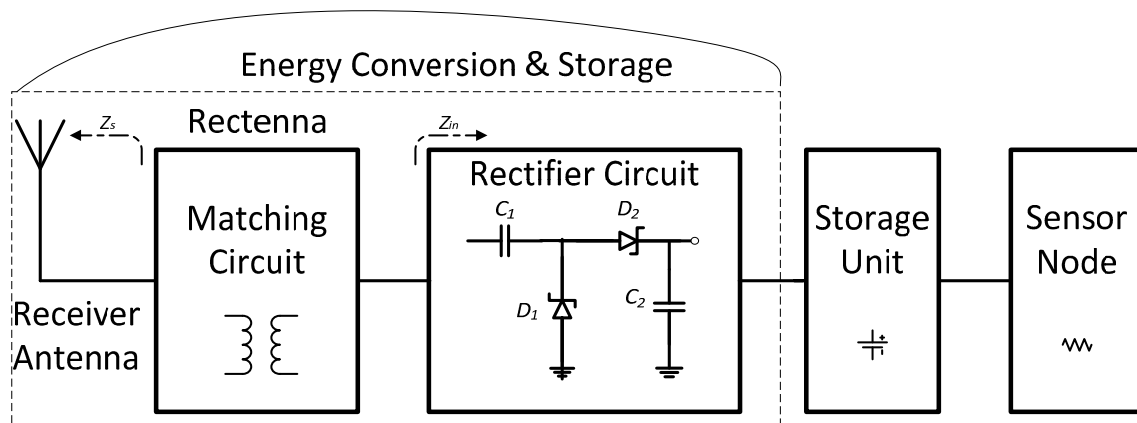 Energy Conversion & Storage
Rectenna
Zs
Zin
Receiver
Antenna
Matching
Circuit
Rectifier Circuit
C1
D2
D1
C2
Storage
Unit
+
Sensor
Node